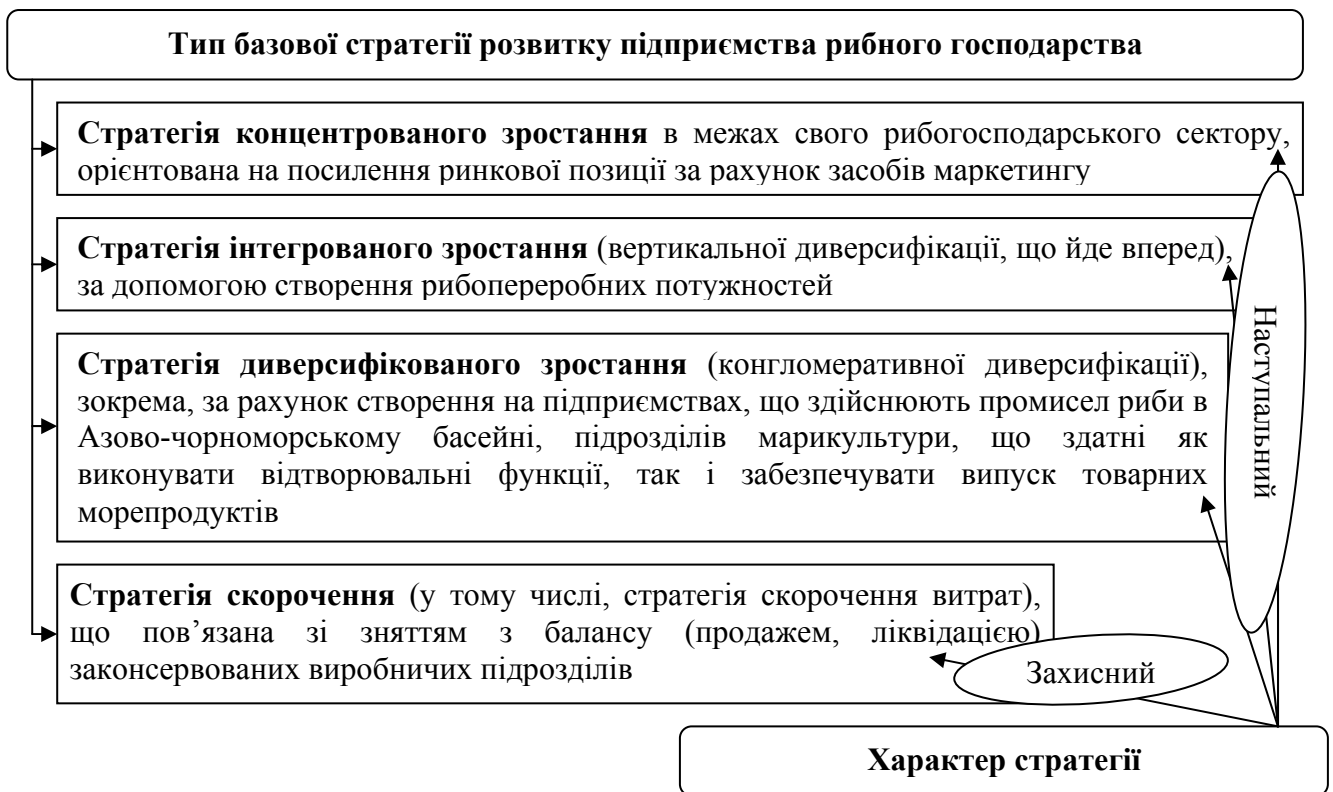 Тип базової стратегії розвитку підприємства рибного господарства
Стратегія концентрованого зростання в межах свого рибогосподарського сектору,
орієнтована на посилення ринкової позиції за рахунок засобів маркетингу
Стратегія інтегрованого зростання (вертикальної диверсифікації, що йде вперед),
за допомогою створення рибопереробних потужностей
Стратегія диверсифікованого зростання (конгломеративної диверсифікації),
зокрема, за рахунок створення на підприємствах, що здійснюють промисел риби в
Азово-чорноморському басейні, підрозділів марикультури, що здатні як
виконувати відтворювальні функції, так і забезпечувати випуск товарних
морепродуктів
Наступальний
Стратегія скорочення (у тому числі, стратегія скорочення витрат),
що пов’язана зі зняттям з балансу (продажем, ліквідацією)
законсервованих виробничих підрозділів
Захисний
Характер стратегії